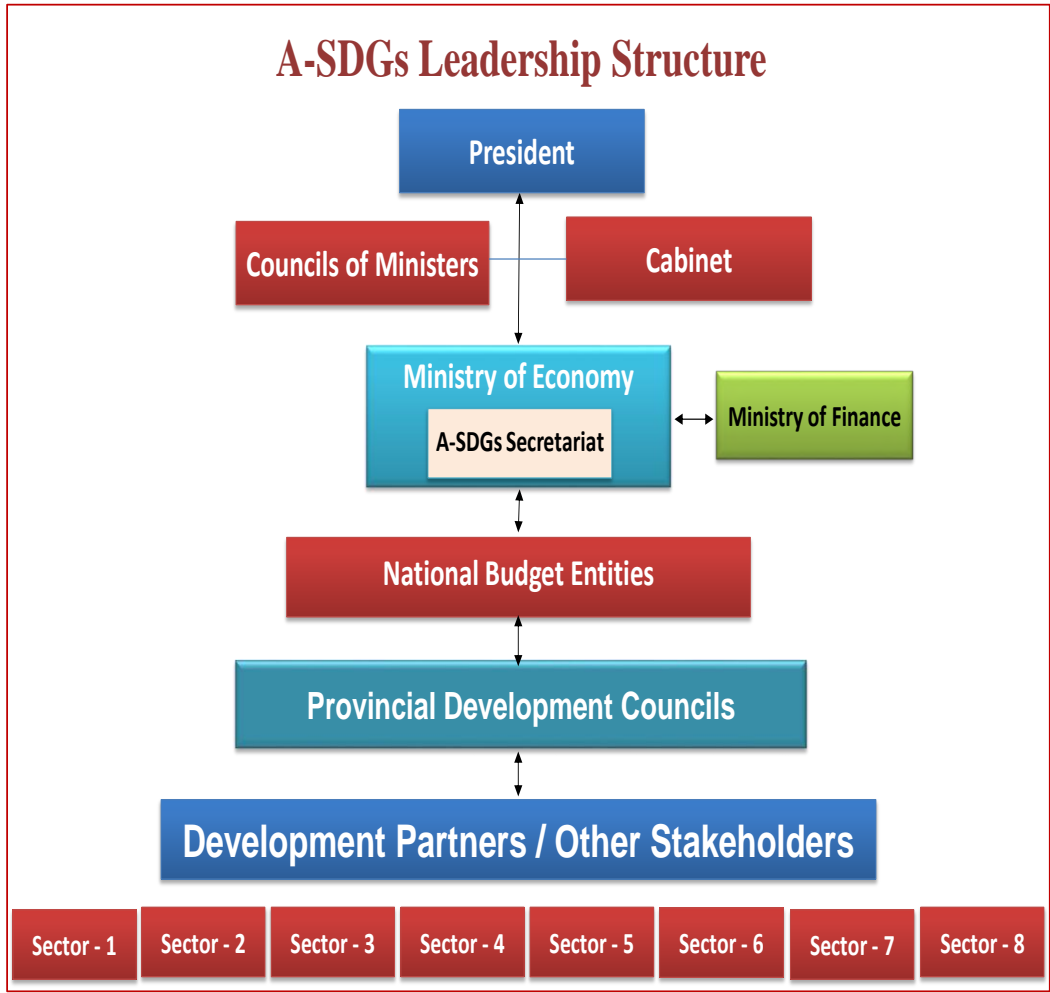 A-SDGs Leadership Structure
President
Councils of Ministers
Cabinet
Ministry of Economy
A-SDGs Secretariat
Ministry of Finance
National Budget Entities
Provincial Development Councils
Development Partners / Other Stakeholders
Sector - 1
Sector - 2
Sector - 3
Sector - 4
Sector - 5
Sector - 6
Sector - 7
Sector - 8